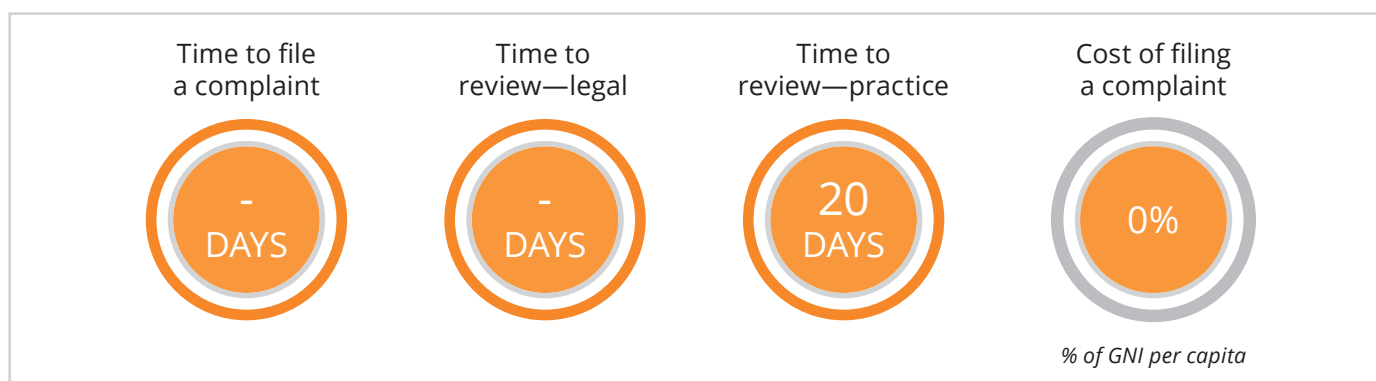 Time to file
a complaint
-
DAYS
Time to
review—legal
-
DAYS
Time to
review—practice
20
DAYS
Cost of filing
a complaint
0%
% of GNI per capita